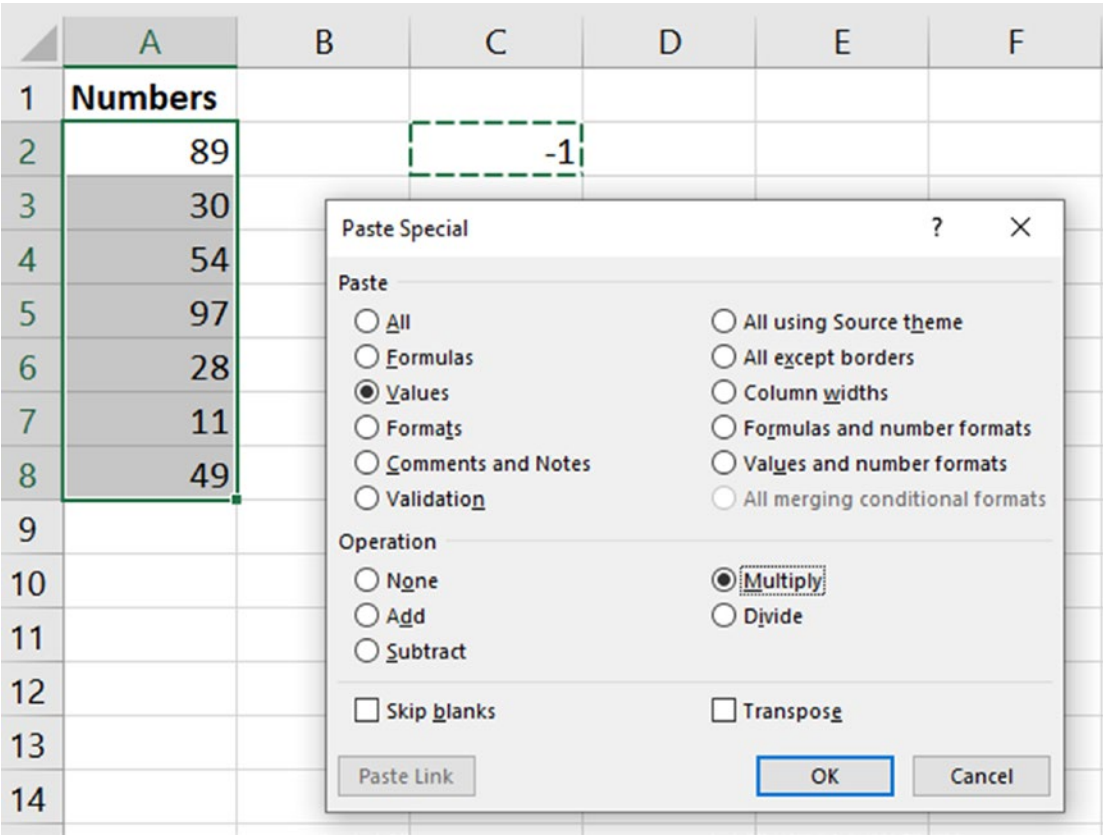 A B C D E F
1 Numbers
2 89 -1
3 30
4 54
5 97
6 28
7 11
8 49
9
10
11
12
13
14
Paste Special ?
Paste
All
Formulas
Values
Formats
Comments and Notes
Validation
All using Source theme
All except borders
Column widths
Formulas and number formats
Values and number formats
All merging conditional formats
Operation
None
Add
Subtract
Multiply
Divide
Skip blanks
Transpose
Paste Link
OK
Cancel